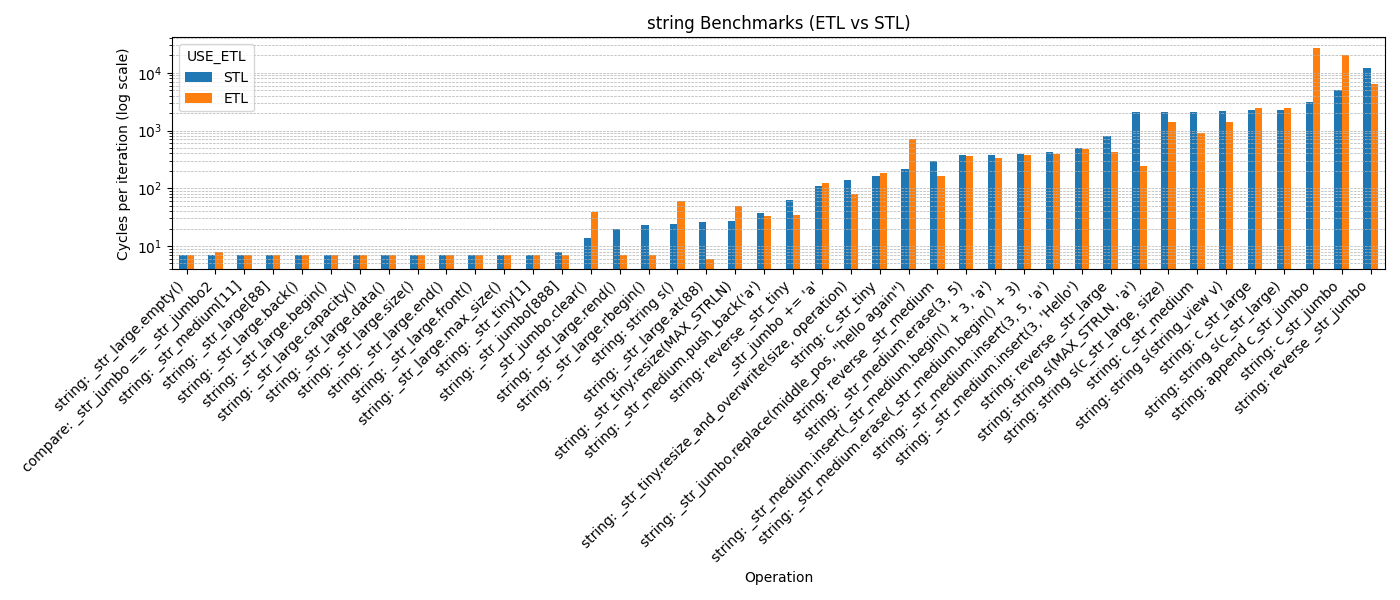 string Benchmarks (ETL vs STL)
Cycles per iteration (log scale)
10^4
10^3
10^2
10^1
USE_ETL
STL
ETL
string: _str_large.empty()
compare: _str_jumbo == _str_jumbo2
string: _str_medium[11]
string: _str_large[88]
string: _str_large.back()
string: _str_large.begin()
string: _str_large.capacity()
string: _str_large.data()
string: _str_large.size()
string: _str_large.end()
string: _str_large.front()
string: _str_large.max_size()
string: _str_tiny[1]
string: _str_jumbo[888]
string: _str_jumbo.clear()
string: _str_large.rend()
string: _str_large.rbegin()
string: string s()
string: _str_large.at(88)
string: _str_tiny.resize(MAX_STRLN)
string: _str_medium.push_back('a')
string: reverse _str_tiny
_str_jumbo += 'a'
string: _str_tiny.resize_and_overwrite(size, operation)
string: c_str_tiny
string: _str_jumbo.replace(middle_pos, "hello again")
string: reverse _str_medium
string: _str_medium.erase(3, 5)
string: _str_medium.insert(_str_medium.begin() + 3, 'a')
string: _str_medium.erase(_str_medium.begin() + 3)
string: _str_medium.insert(3, 5, 'a')
string: _str_medium.insert(3, 'Hello')
string: reverse _str_large
string: string s(MAX_STRLN, 'a')
string: string s(c_str_large, size)
string: c_str_medium
string: string s(string_view v)
string: c_str_large
string: string s(c_str_large)
string: append c_str_jumbo
string: c_str_jumbo
string: reverse _str_jumbo
Operation